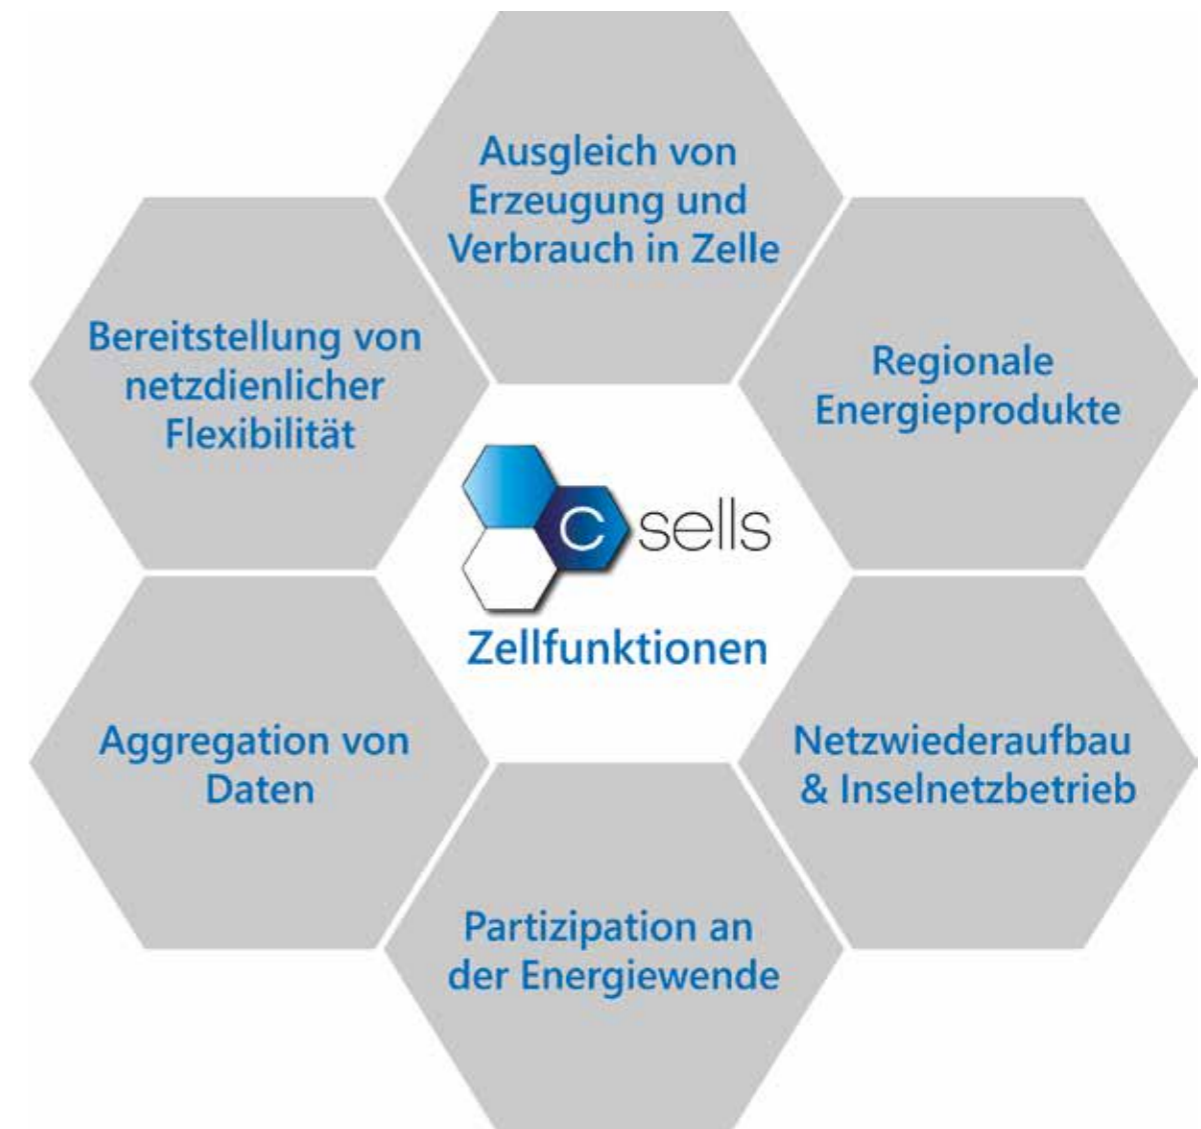 Ausgleich von
Erzeugung und
Verbrauch in Zelle
Bereitstellung von
netzdienlicher
Flexibilität
Regionale
Energieprodukte
C sells
Zellfunktionen
Aggregation von
Daten
Netzwiederaufbau
& Inselnetzbetrieb
Partizipation an
der Energiewende